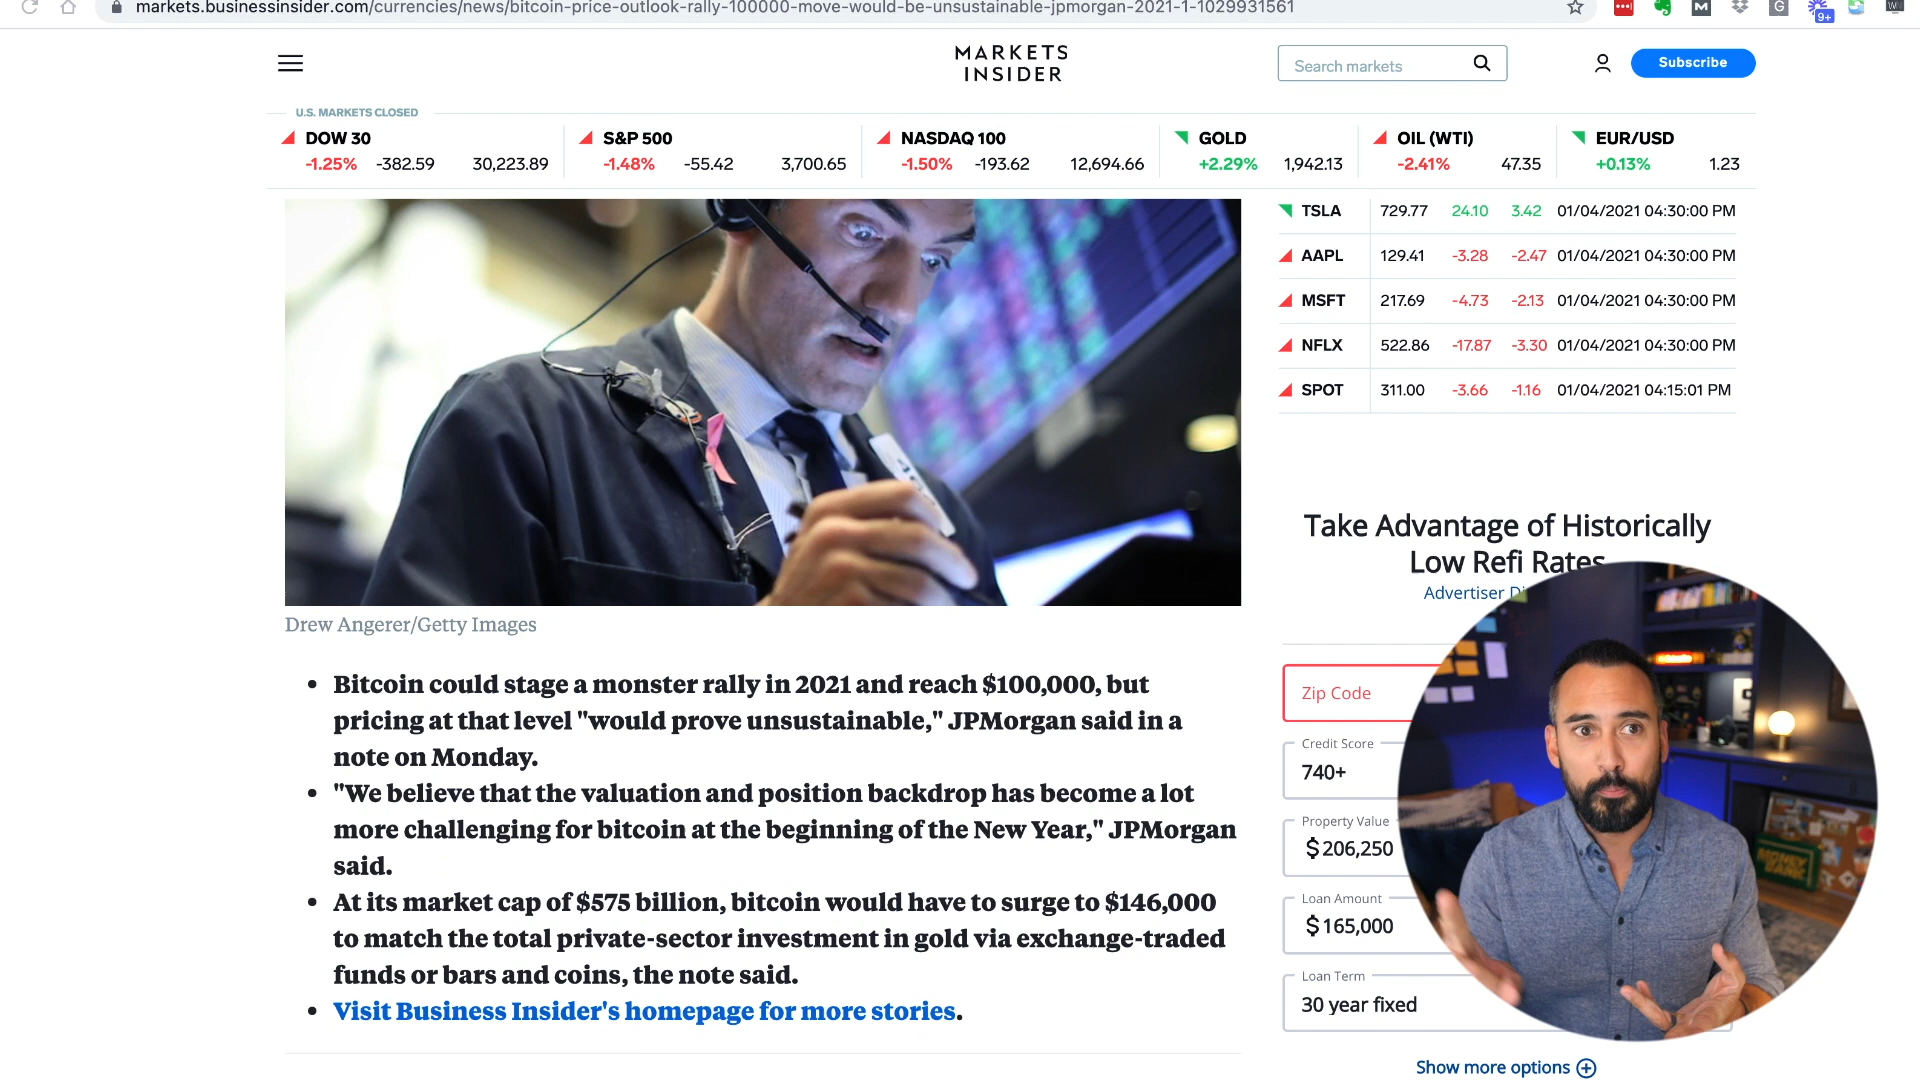 markets.businessinsider.com/currencies/news/bitcoin-price-outlook-rally-100000-move-would-be-unsustainable-jpmorgan-2021-1-1029931561
9+
MARKETS
INSIDER
Search markets
Subscribe
U.S. MARKETS CLOSED
DOW 30
-1.25% -382.59 30,223.89
S&P 500
-1.48% -55.42 3,700.65
NASDAQ 100
-1.50% -193.62 12,694.66
GOLD
+2.29% 1,942.13
OIL (WTI)
-2.41% 47.35
EUR/USD
+0.13% 1.23
TSLA 729.77 24.10 3.42 01/04/2021 04:30:00 PM
AAPL 129.41 -3.28 -2.47 01/04/2021 04:30:00 PM
MSFT 217.69 -4.73 -2.13 01/04/2021 04:30:00 PM
NFLX 522.86 -17.87 -3.30 01/04/2021 04:30:00 PM
SPOT 311.00 -3.66 -1.16 01/04/2021 04:15:01 PM
Drew Angerer/Getty Images
• Bitcoin could stage a monster rally in 2021 and reach $100,000, but
pricing at that level "would prove unsustainable," JPMorgan said in a
note on Monday.
• "We believe that the valuation and position backdrop has become a lot
more challenging for bitcoin at the beginning of the New Year," JPMorgan
said.
• At its market cap of $575 billion, bitcoin would have to surge to $146,000
to match the total private-sector investment in gold via exchange-traded
funds or bars and coins, the note said.
• Visit Business Insider's homepage for more stories.
Take Advantage of Historically
Low Refi Rates
Advertiser
Zip Code
Credit Score
740+
Property Value
$ 206,250
Loan Amount
$ 165,000
Loan Term
30 year fixed
Show more options
MONEY